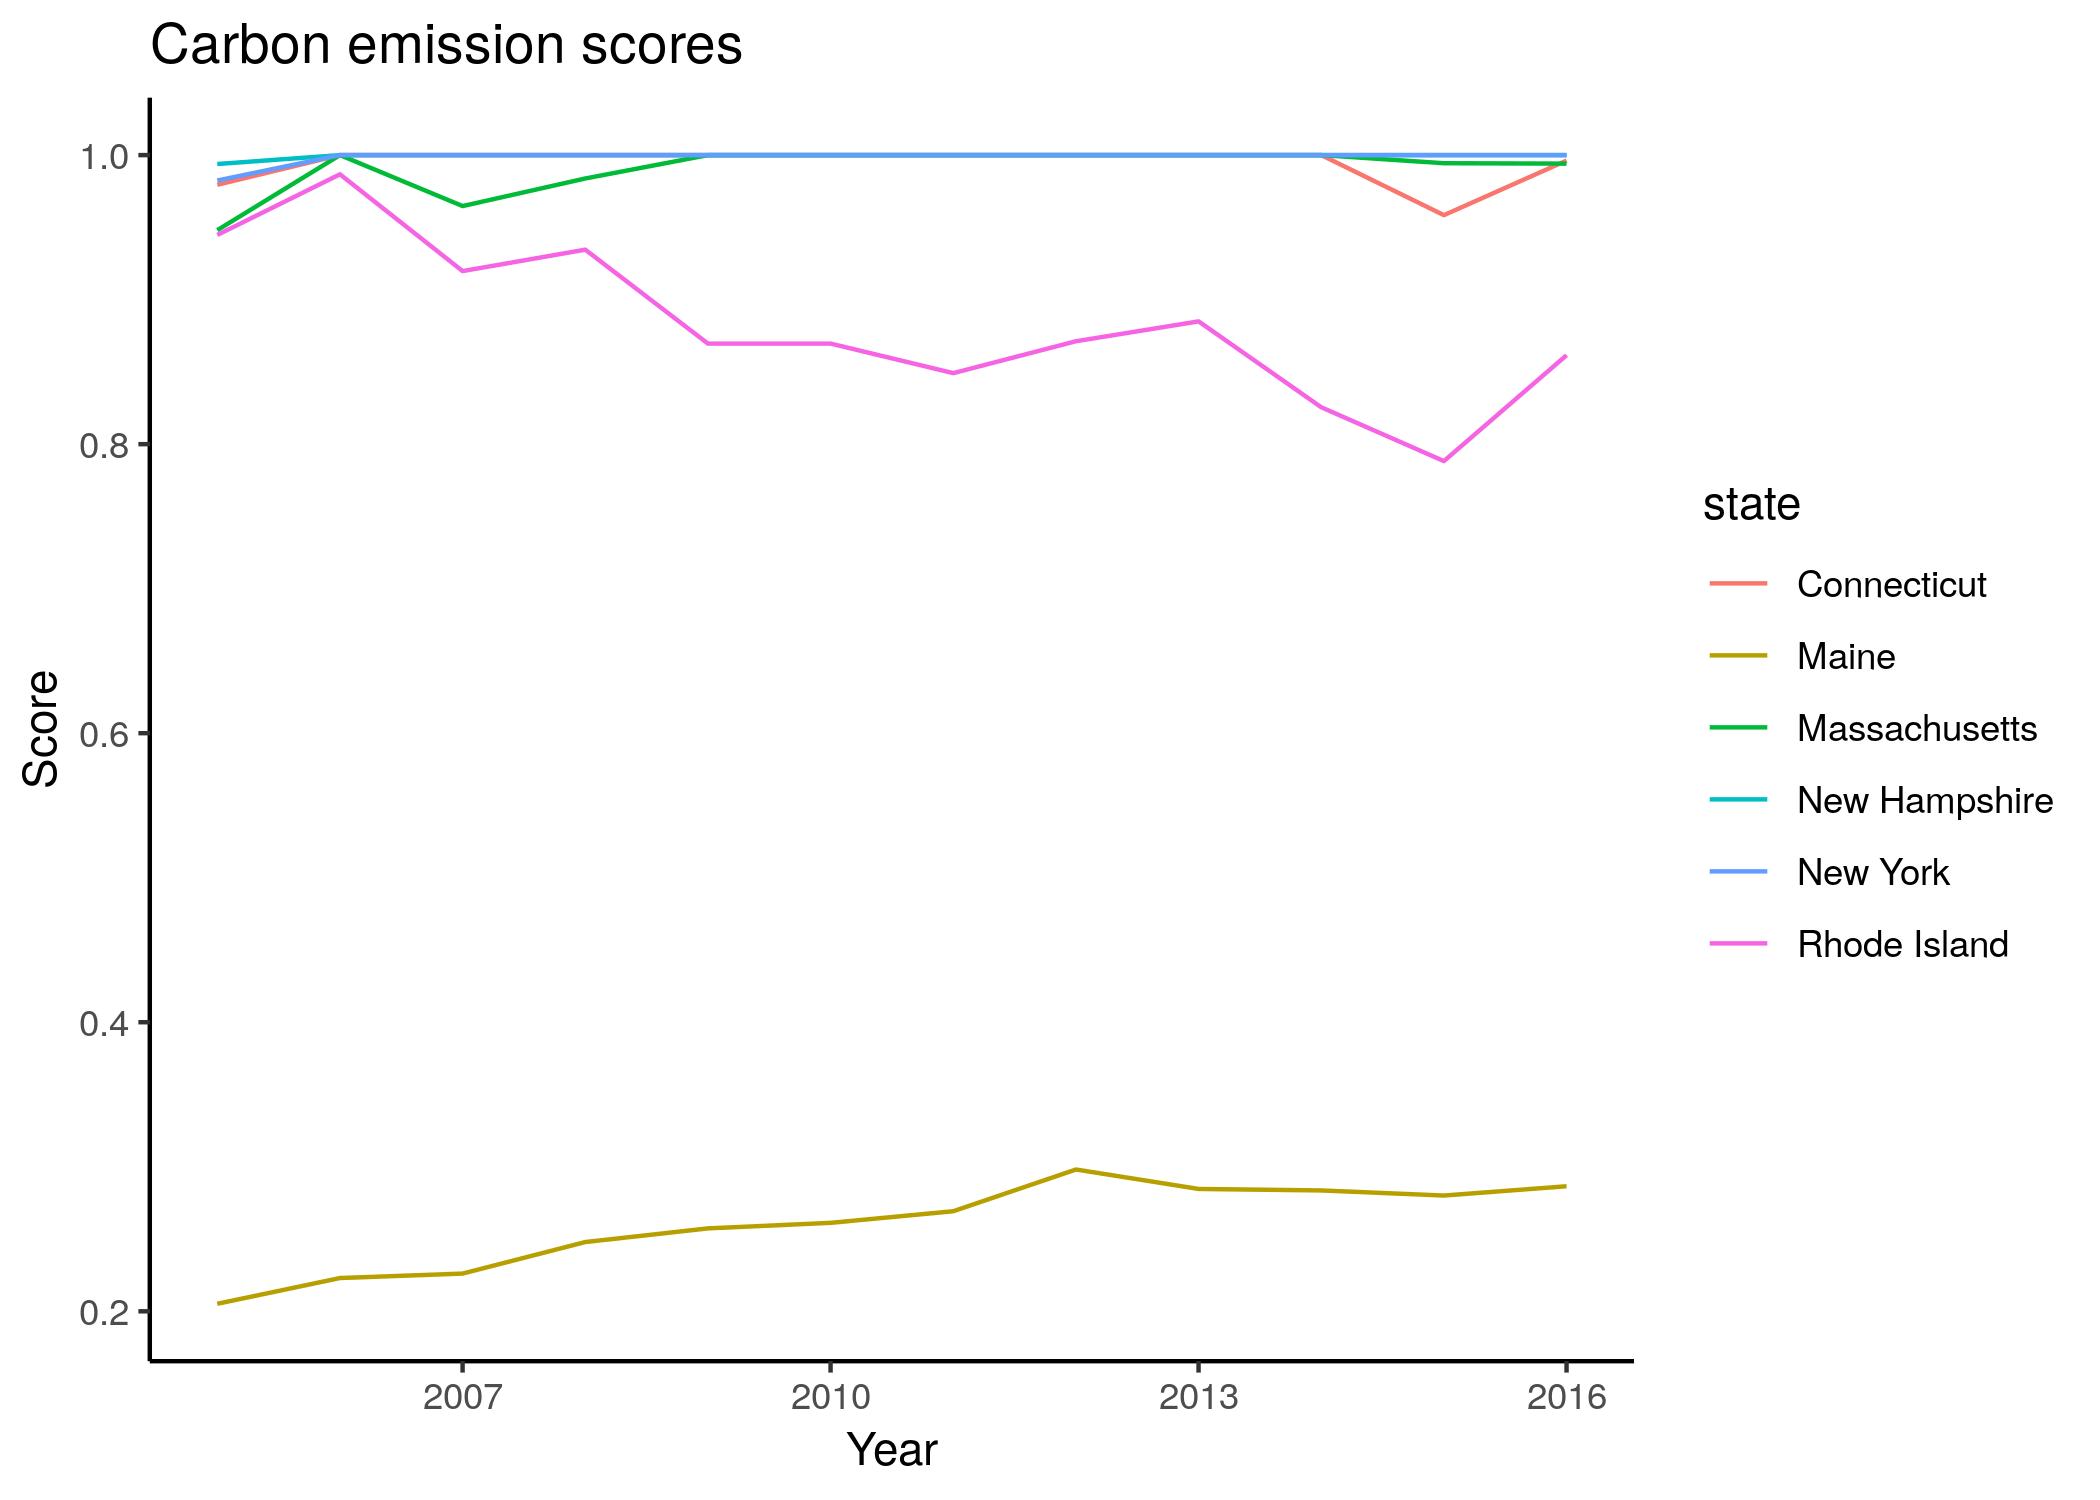 Carbon emission scores
1.0
0.8
0.6
0.4
0.2
Score
2007
2010
2013
2016
Year
state
Connecticut
Maine
Massachusetts
New Hampshire
New York
Rhode Island